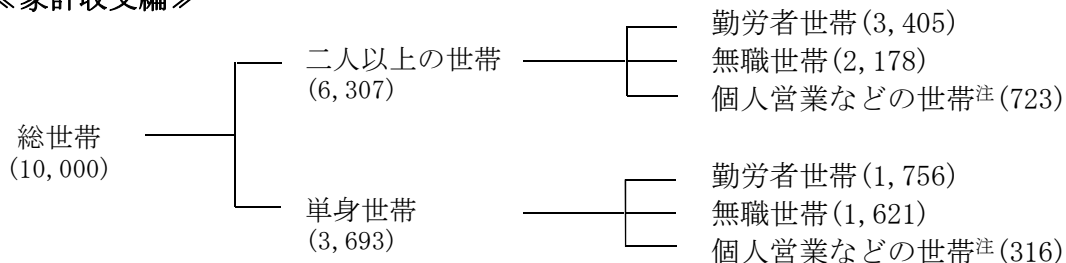 ≪家計収支編≫
総世帯
(10,000)
二人以上の世帯
(6,307)
勤労者世帯(3,405)
無職世帯(2,178)
個人営業などの世帯注(723)
単身世帯
(3,693)
勤労者世帯(1,756)
無職世帯(1,621)
個人営業などの世帯注(316)